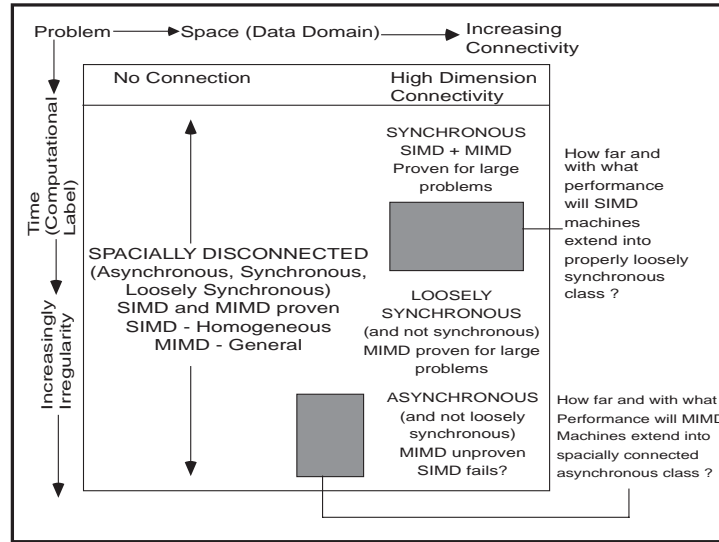 Problem
Space (Data Domain)
Increasing
Connectivity
No Connection
High Dimension
Connectivity
Time
(Computational
Label)
Increasingly
Irregularity
SPACIALLY DISCONNECTED
(Asynchronous, Synchronous,
Loosely Synchronous)
SIMD and MIMD proven
SIMD - Homogeneous
MIMD - General
SYNCHRONOUS
SIMD + MIMD
Proven for large
problems
How far and
with what
performance
will SIMD
machines
extend into
properly loosely
synchronous
class ?
LOOSELY
SYNCHRONOUS
(and not synchronous)
MIMD proven for large
problems
ASYNCHRONOUS
(and not loosely
synchronous)
MIMD unproven
SIMD fails?
How far and with what
Performance will MIMD
Machines extend into
spacially connected
asynchronous class ?